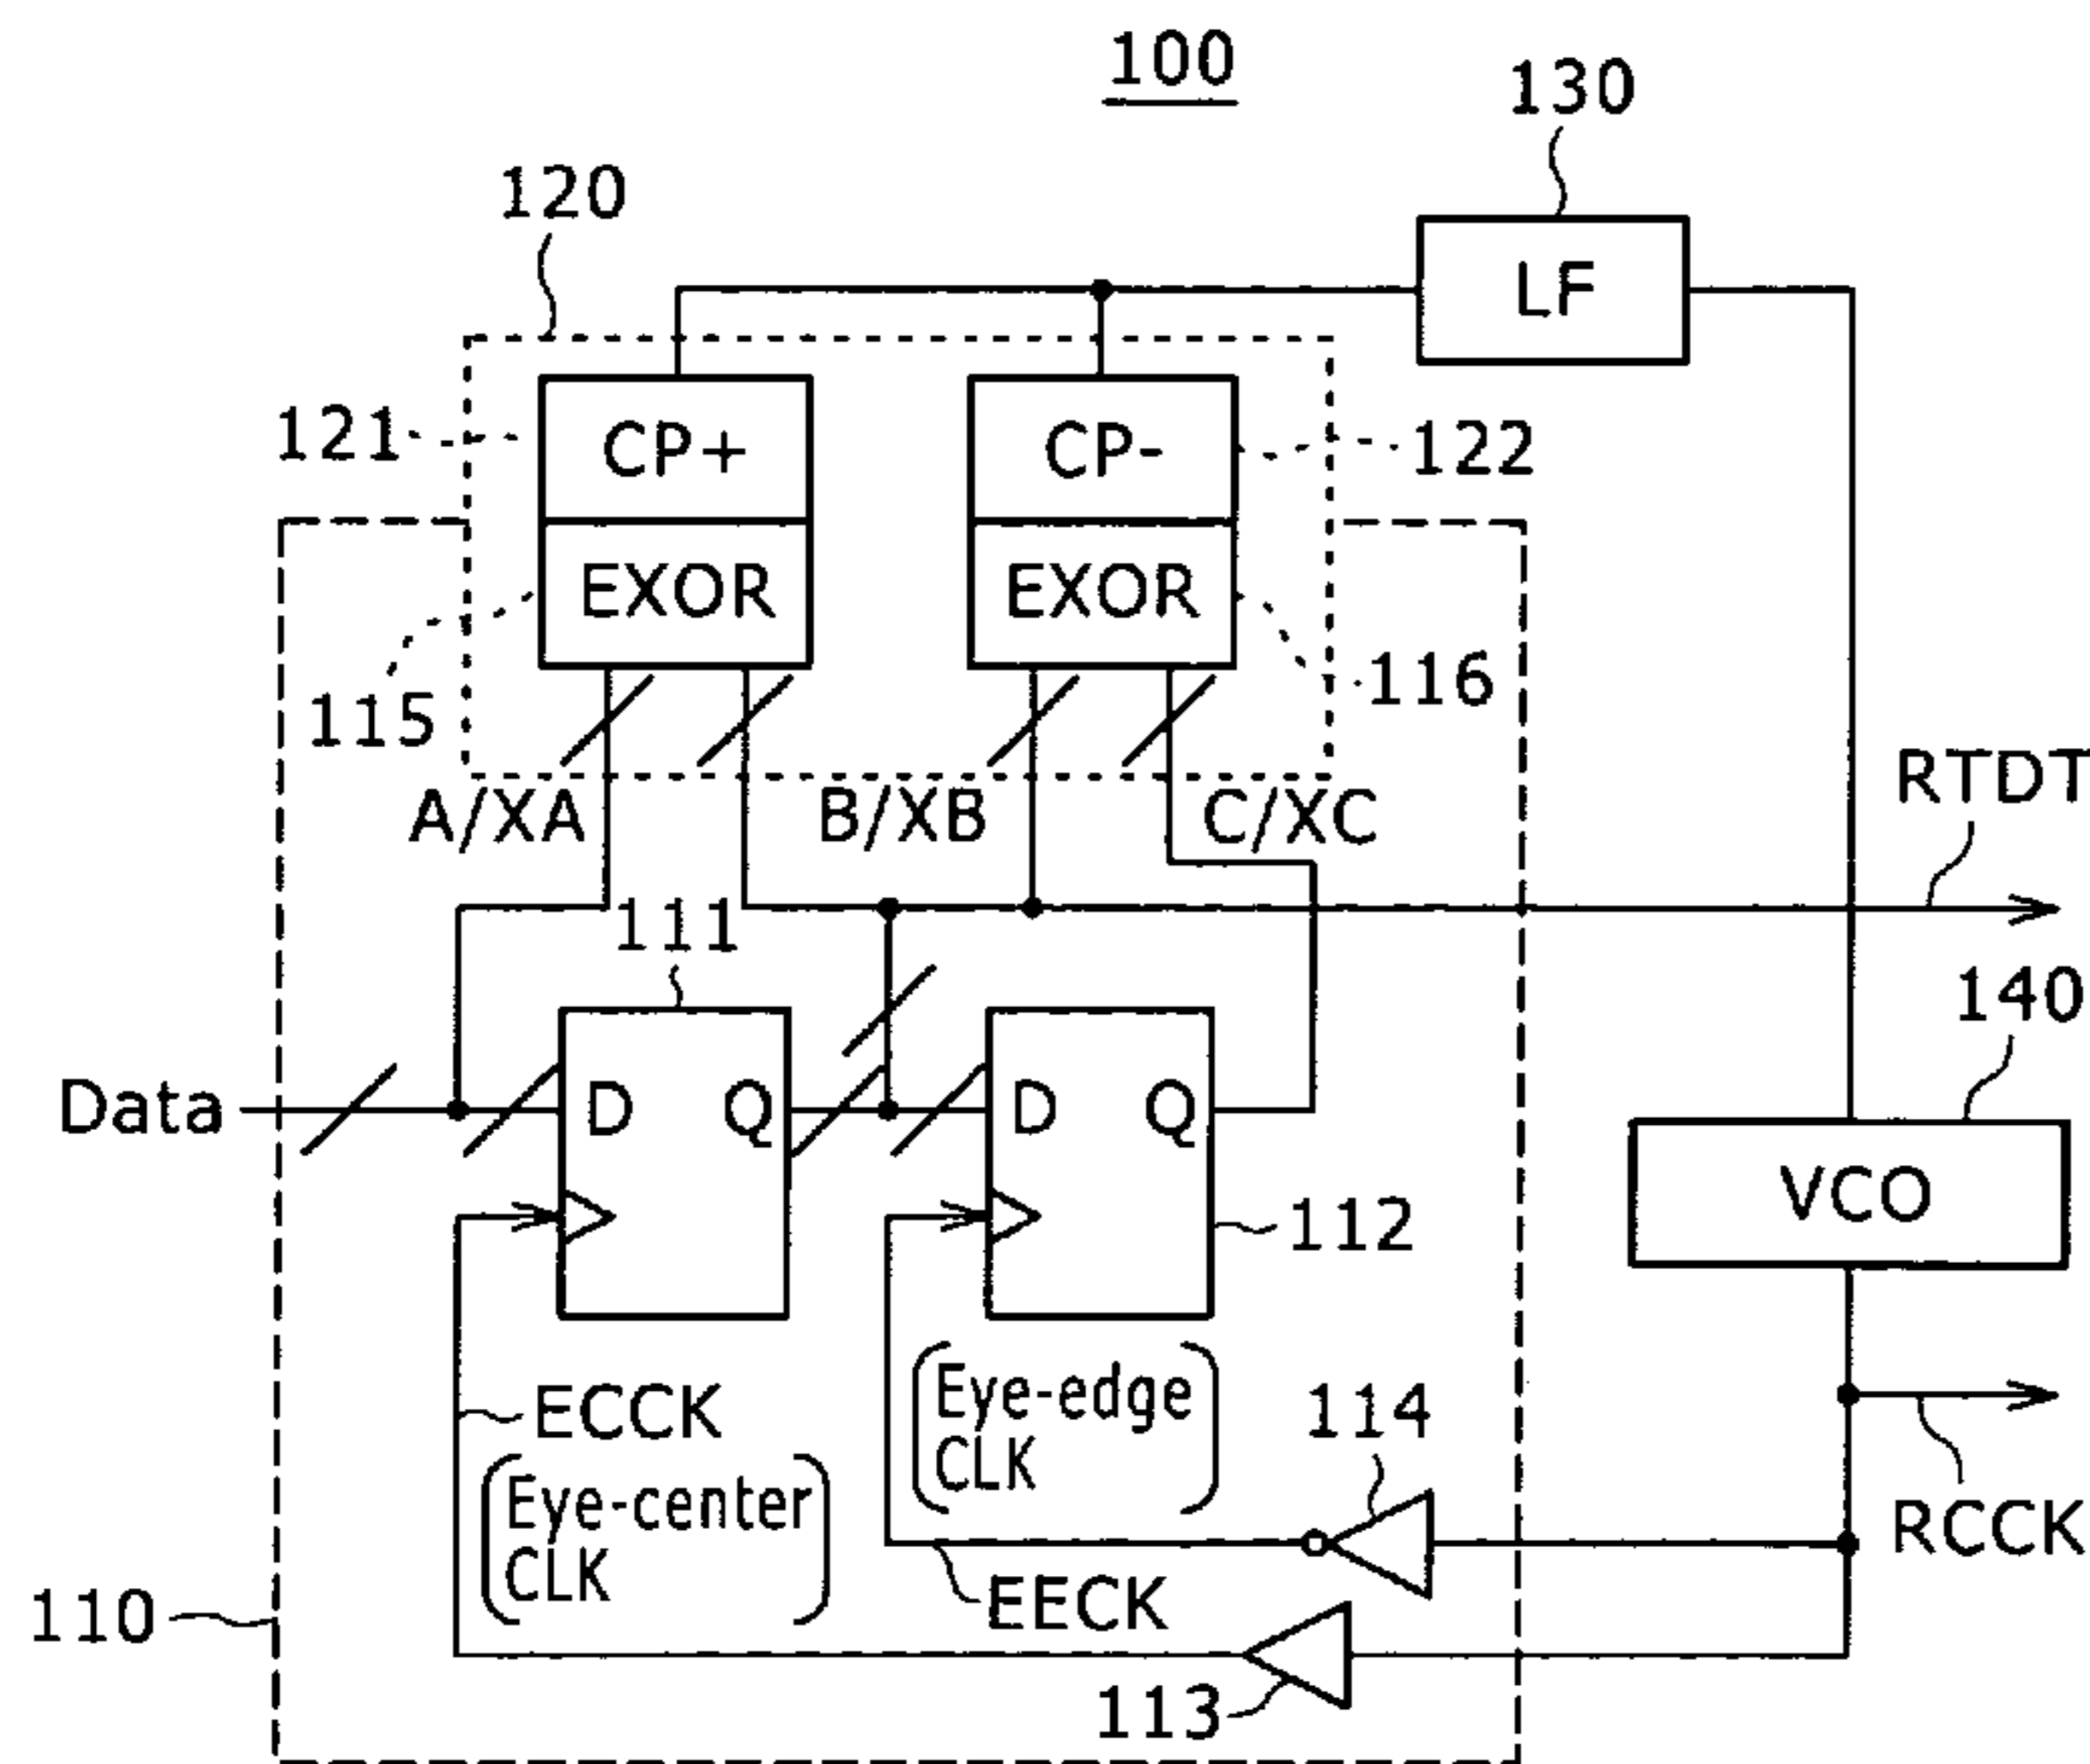 100
130
120
LF
121
CP+
CP-
122
EXOR
EXOR
115
116
A/XA
B/XB
C/XC
RTDT
111
140
Data
D
Q
D
Q
VCO
112
ECCK
Eye-center
CLK
Eye-edge
CLK
114
RCCK
EECK
110
113